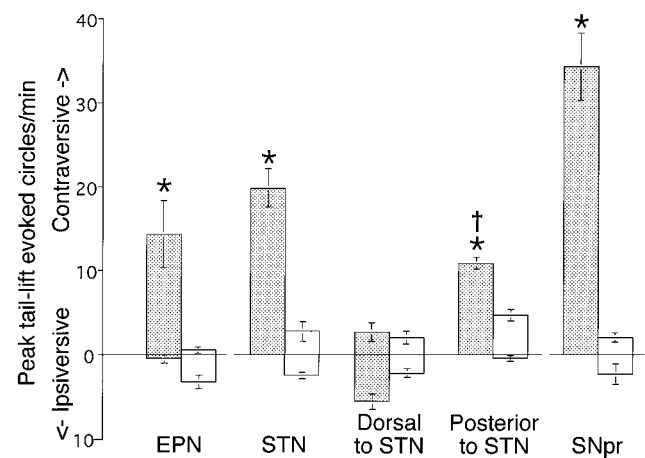 Peak tail-lift evoked circles/min
<- Ipsiversive Contraversive ->
40
30
20
10
0
10
*
*
†
*
*
EPN
STN
Dorsal
to STN
Posterior
to STN
SNpr